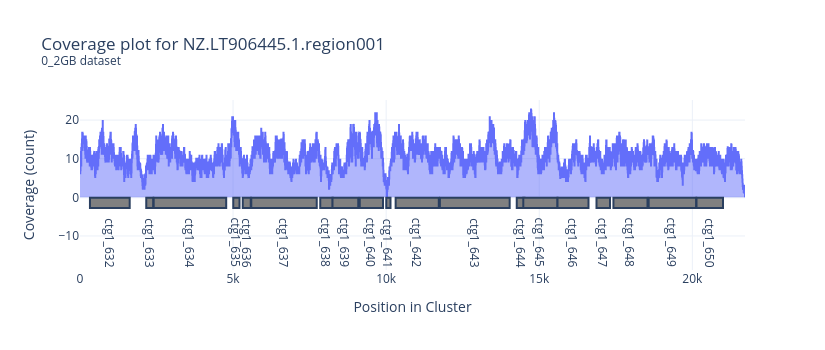 Coverage plot for NZ.LT906445.1.region001
0_2GB dataset
Coverage (count)
20
10
0
−10
ctg1_632
ctg1_633
ctg1_634
ctg1_635
ctg1_636
ctg1_637
ctg1_638
ctg1_639
ctg1_640
ctg1_641
ctg1_642
ctg1_643
ctg1_644
ctg1_645
ctg1_646
ctg1_647
ctg1_648
ctg1_649
ctg1_650
0
5k
10k
15k
20k
Position in Cluster